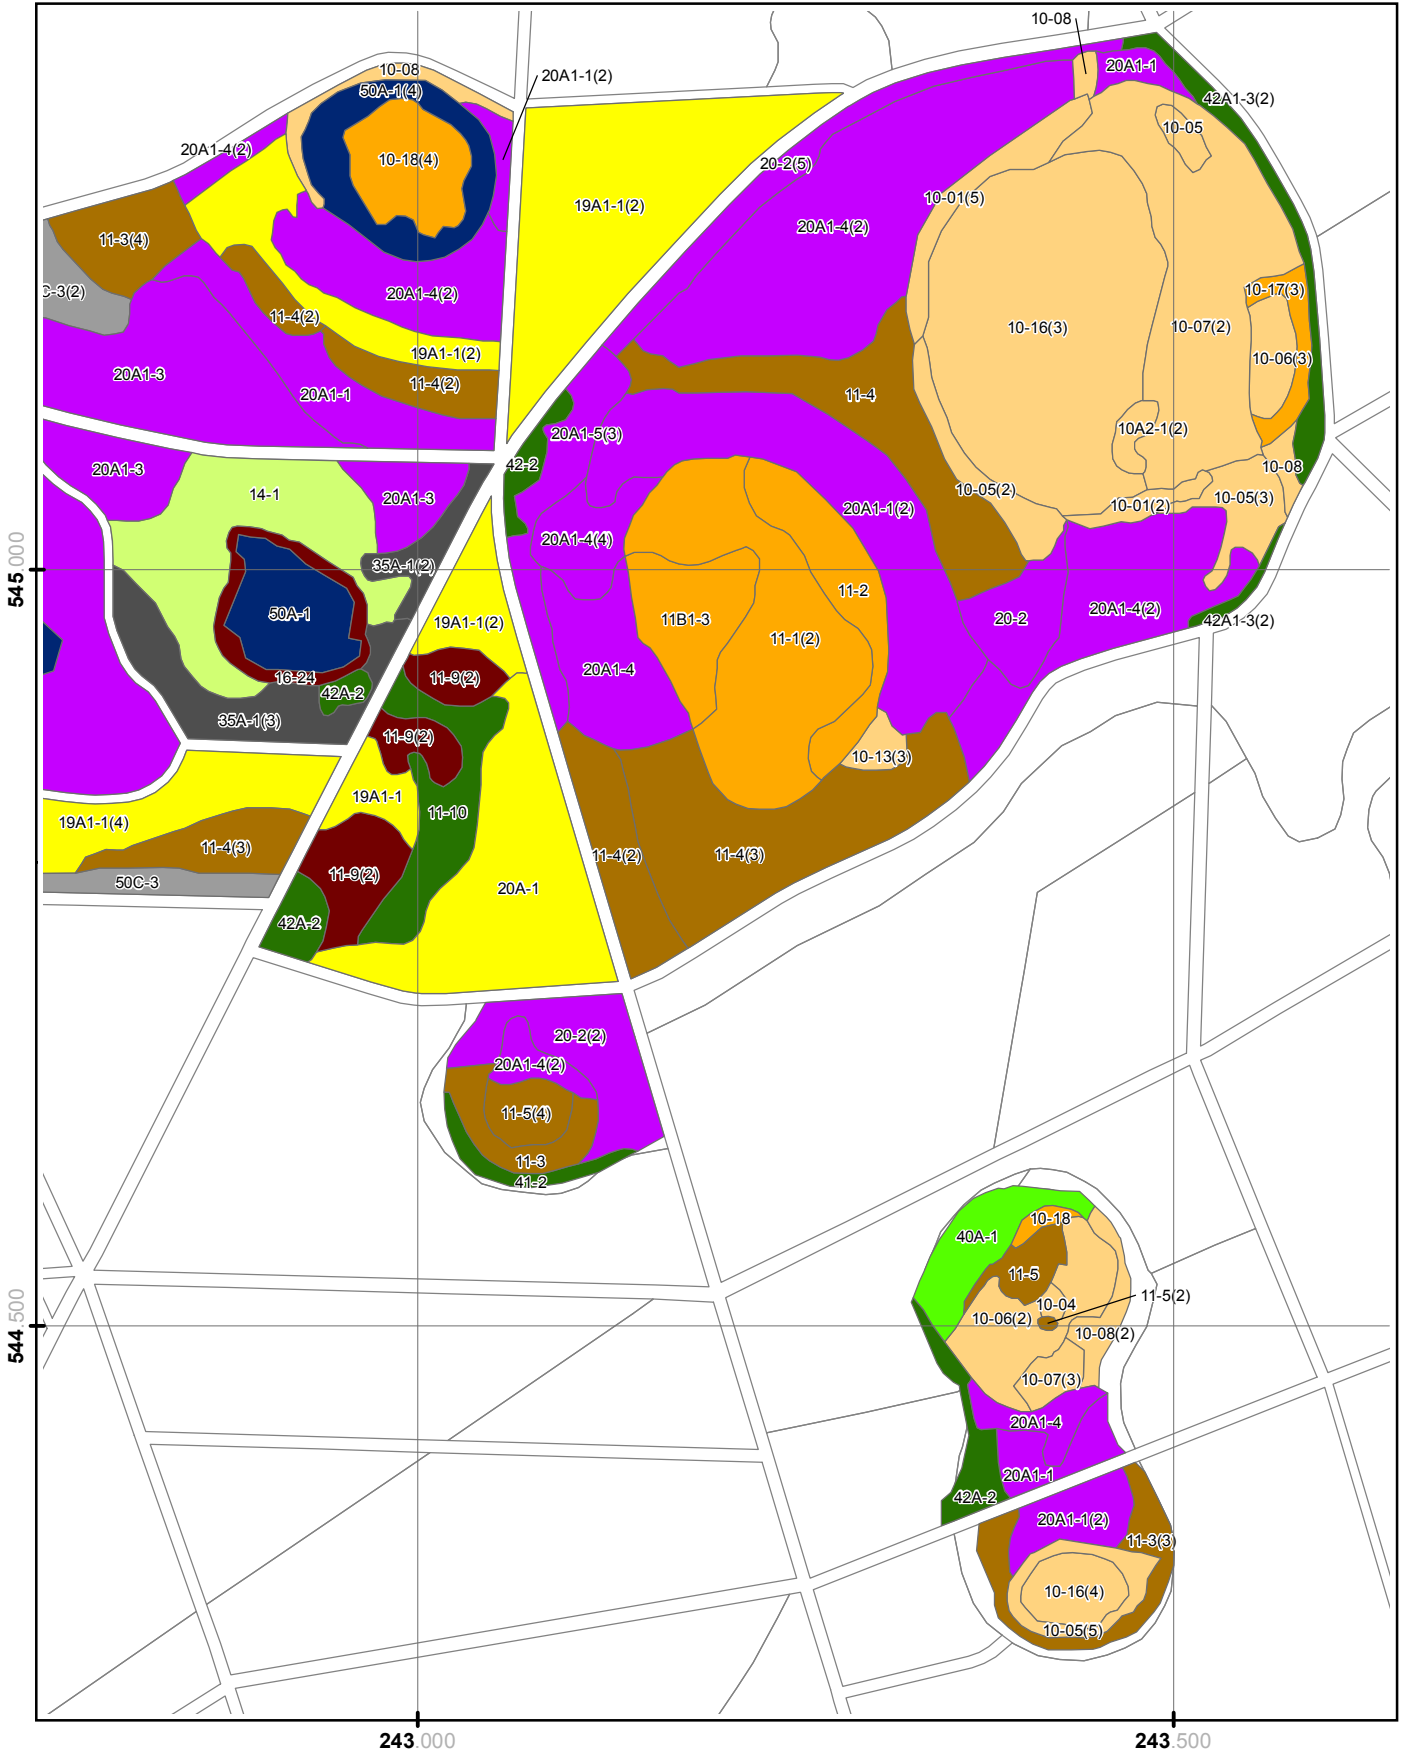 10-08
10-08
20A1-1
20A1-1(2)
50A-1(4)
42A1-3(2)
10-05
20A1-4(2)
10-18(4)
20-2(5)
10-01(5)
19A1-1(2)
20A1-4(2)
11-3(4)
C-3(2)
20A1-4(2)
10-17(3)
11-4(2)
10-16(3)
10-07(2)
19A1-1(2)
10-06(3)
20A1-3
11-4(2)
20A1-1
11-4
20A1-5(3)
10A2-1(2)
20A1-3
42-2
10-08
14-1
20A1-3
10-05(2)
10-05(3)
20A1-1(2)
10-01(2)
20A1-4(4)
35A-1(2)
545.000
11-2
50A-1
19A1-1(2)
11B1-3
20-2
20A1-4(2)
42A1-3(2)
11-1(2)
20A1-4
16-24
11-9(2)
42A-2
35A-1(3)
11-9(2)
10-13(3)
19A1-1
11-10
19A1-1(4)
11-4(3)
11-4(2)
11-4(3)
50C-3
11-9(2)
20A-1
42A-2
20-2(2)
20A1-4(2)
11-5(4)
11-3
41-2
10-18
40A-1
11-5
11-5(2)
10-04
10-06(2)
544.500
10-08(2)
10-07(3)
20A1-4
20A1-1
42A-2
20A1-1(2)
11-3(3)
10-16(4)
10-05(5)
243.000
243.500